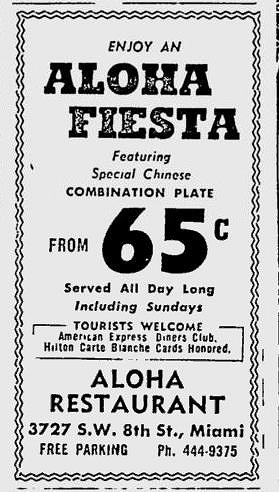 ENJOY AN
ALOHA
FIESTA
Featuring
Special Chinese
COMBINATION PLATE
FROM 65c
Served All Day Long
Including Sundays
TOURISTS WELCOME
American Express Diners Club,
Hilton Carte Blanche Cards Honored.
ALOHA
RESTAURANT
3727 S.W. 8th St., Miami
FREE PARKING Ph. 444-9375